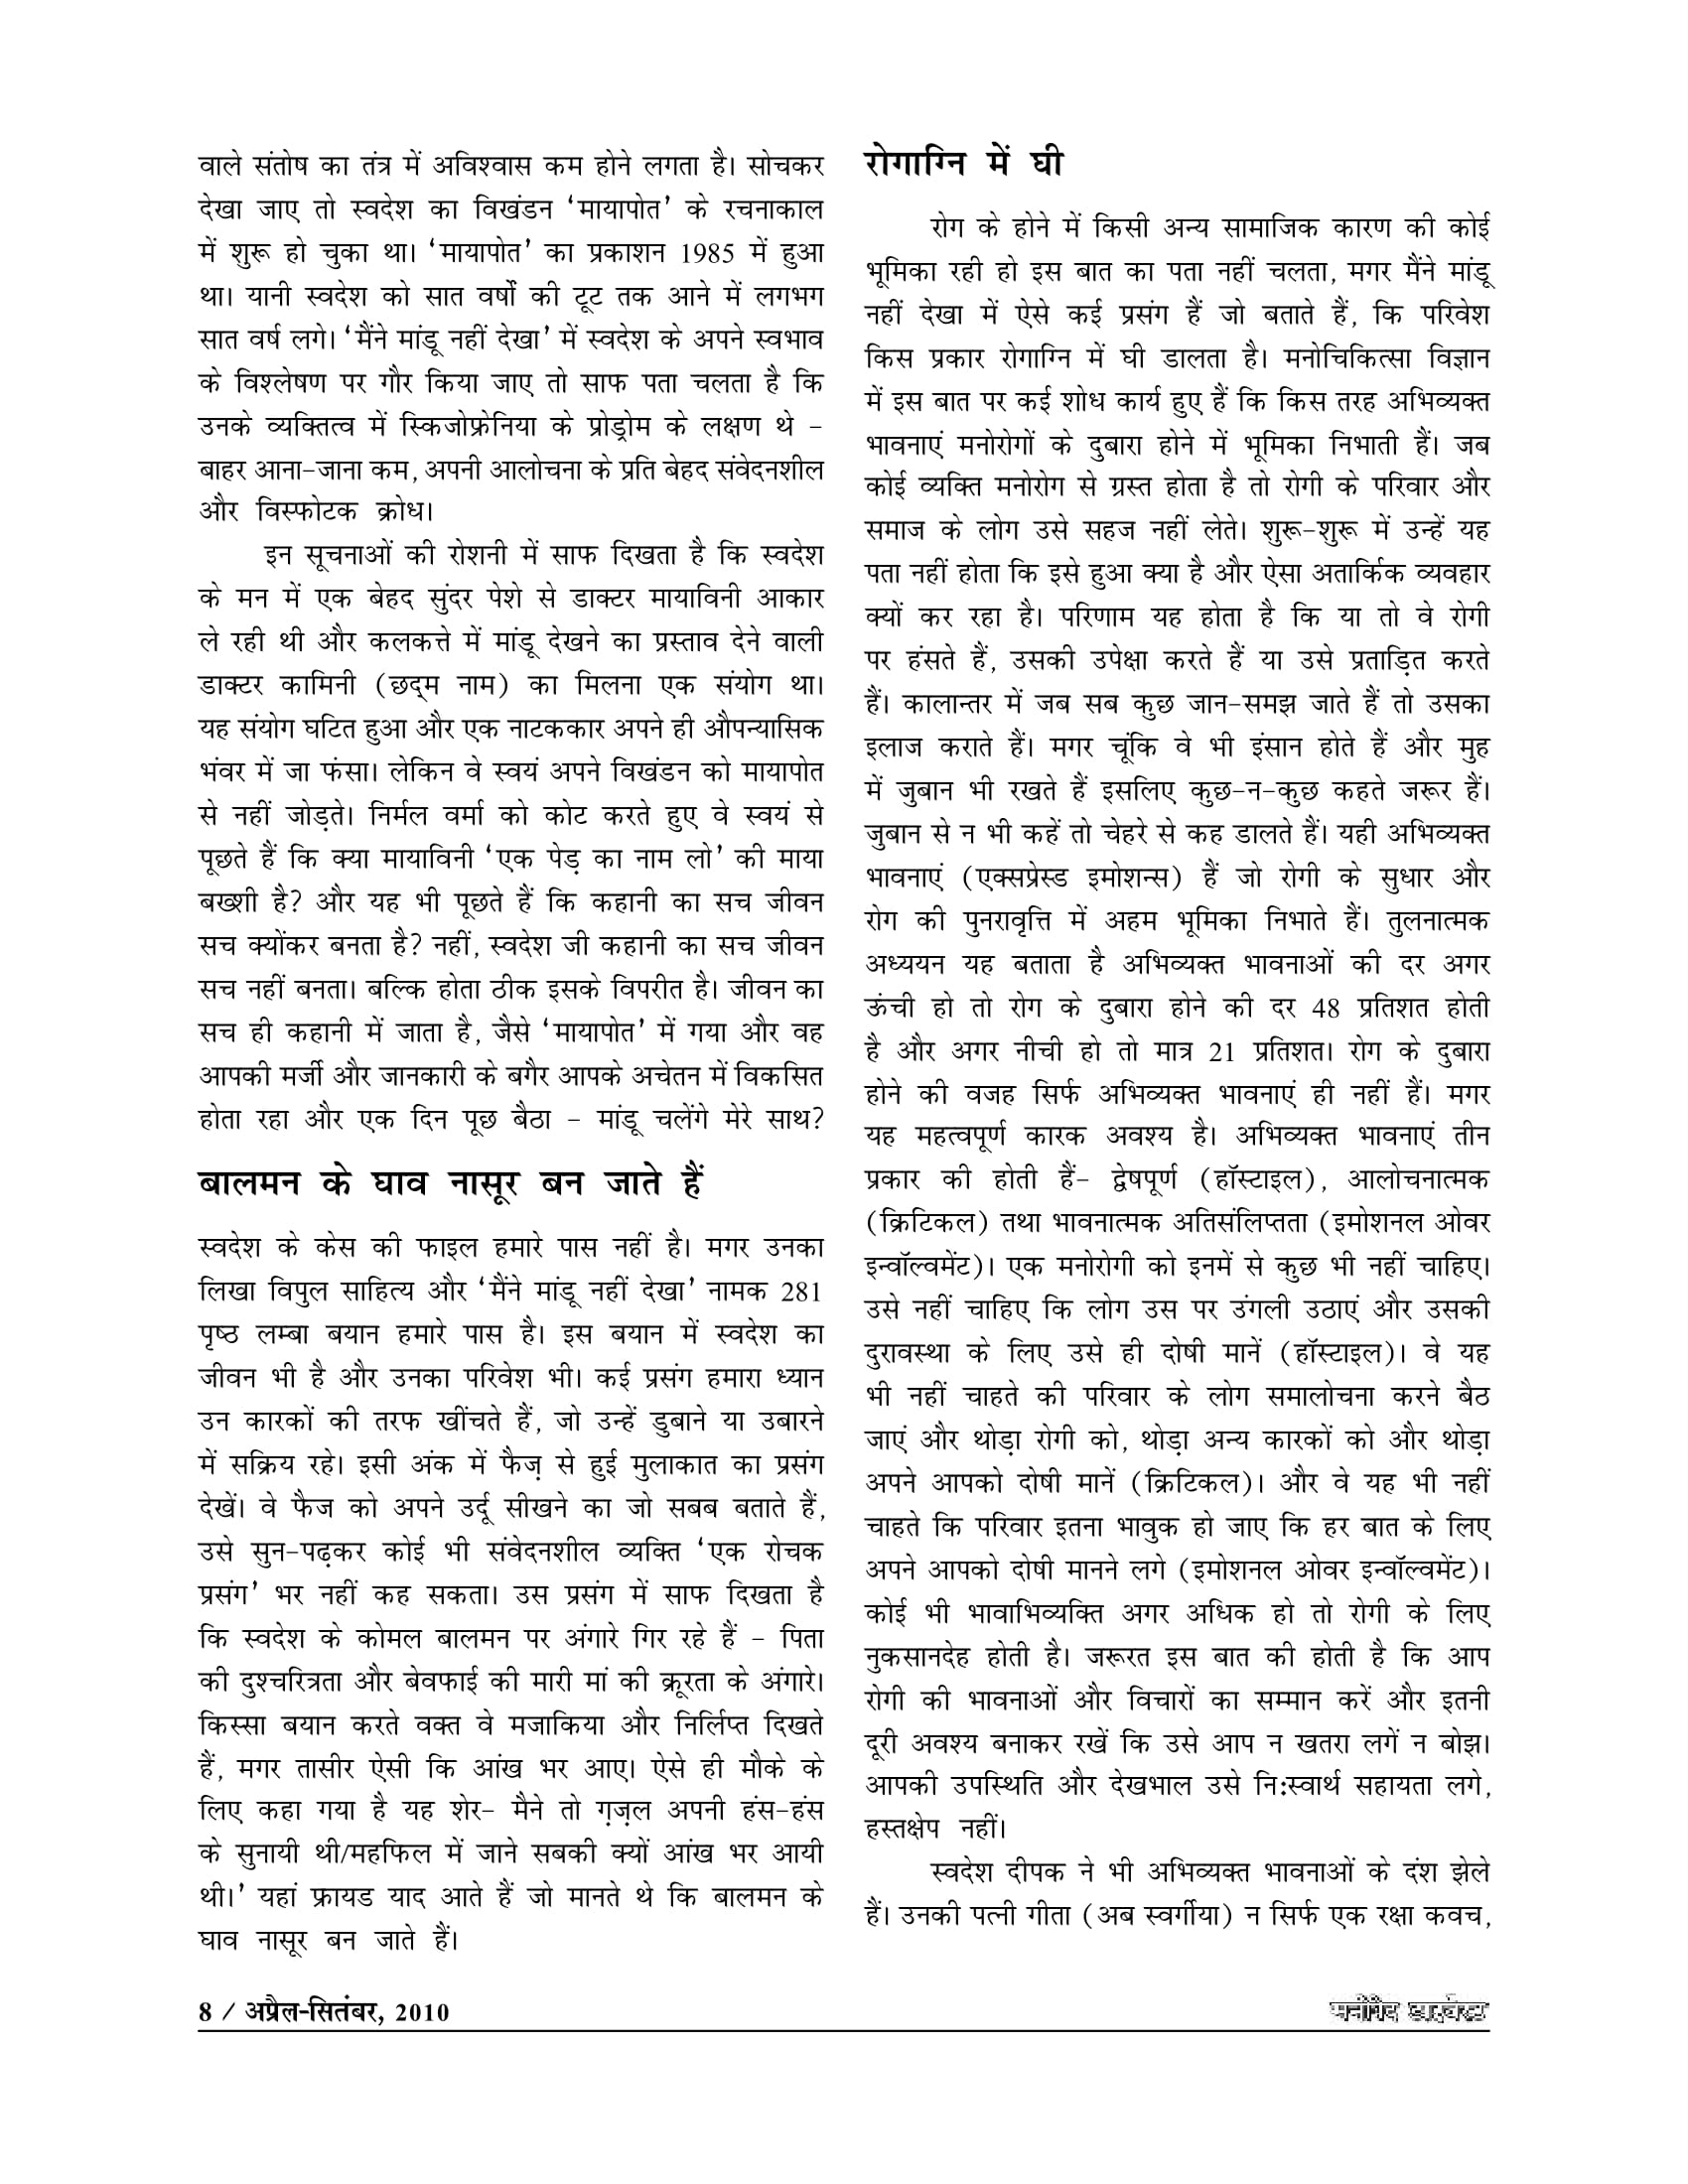 वाले संतोष का तंत्र में अविश्वास कम होने लगता है। सोचकर
देखा जाए तो स्वदेश का विखंडन ‘मायापोत’ के रचनाकाल
में शुरू हो चुका था। ‘मायापोत’ का प्रकाशन 1985 में हुआ
था। यानी स्वदेश को सात वर्षों की टूट तक आने में लगभग
सात वर्ष लगे। ‘मैंने मांडू नहीं देखा’ में स्वदेश के अपने स्वभाव
के विश्लेषण पर गौर किया जाए तो साफ पता चलता है कि
उनके व्यक्तित्व में स्किजोफ्रेनिया के प्रोड्रोम के लक्षण थे –
बाहर आना-जाना कम, अपनी आलोचना के प्रति बेहद संवेदनशील
और विस्फोटक क्रोध।
इन सूचनाओं की रोशनी में साफ दिखता है कि स्वदेश
के मन में एक बेहद सुंदर पेशे से डाक्टर मायाविनी आकार
ले रही थी और कलकत्ते में मांडू देखने का प्रस्ताव देने वाली
डाक्टर कामिनी (छद्म नाम) का मिलना एक संयोग था।
यह संयोग घटित हुआ और एक नाटककार अपने ही औपन्यासिक
भंवर में जा फंसा। लेकिन वे स्वयं अपने विखंडन को मायापोत
से नहीं जोड़ते। निर्मल वर्मा को कोट करते हुए वे स्वयं से
पूछते हैं कि क्या मायाविनी ‘एक पेड़ का नाम लो’ की माया
बख्शी है? और यह भी पूछते हैं कि कहानी का सच जीवन
सच क्योंकर बनता है? नहीं, स्वदेश जी कहानी का सच जीवन
सच नहीं बनता। बल्कि होता ठीक इसके विपरीत है। जीवन का
सच ही कहानी में जाता है, जैसे ‘मायापोत’ में गया और वह
आपकी मर्जी और जानकारी के बगैर आपके अचेतन में विकसित
होता रहा और एक दिन पूछ बैठा – मांडू चलेंगे मेरे साथ?
बालमन के घाव नासूर बन जाते हैं
स्वदेश के केस की फाइल हमारे पास नहीं है। मगर उनका
लिखा विपुल साहित्य और ‘मैंने मांडू नहीं देखा’ नामक 281
पृष्ठ लम्बा बयान हमारे पास है। इस बयान में स्वदेश का
जीवन भी है और उनका परिवेश भी। कई प्रसंग हमारा ध्यान
उन कारकों की तरफ खींचते हैं, जो उन्हें डुबाने या उबारने
में सक्रिय रहे। इसी अंक में फैज़ से हुई मुलाकात का प्रसंग
देखें। वे फैज को अपने उर्दू सीखने का जो सबब बताते हैं,
उसे सुन-पढ़कर कोई भी संवेदनशील व्यक्ति ‘एक रोचक
प्रसंग’ भर नहीं कह सकता। उस प्रसंग में साफ दिखता है
कि स्वदेश के कोमल बालमन पर अंगारे गिर रहे हैं – पिता
की दुश्चरित्रता और बेवफाई की मारी मां की क्रूरता के अंगारे।
किस्सा बयान करते वक्त वे मजाकिया और निर्लिप्त दिखते
हैं, मगर तासीर ऐसी कि आंख भर आए। ऐसे ही मौके के
लिए कहा गया है यह शेर– मैने तो ग़ज़ल अपनी हंस-हंस
के सुनायी थी/महफिल में जाने सबकी क्यों आंख भर आयी
थी।’ यहां फ्रायड याद आते हैं जो मानते थे कि बालमन के
घाव नासूर बन जाते हैं।
रोगाग्नि में घी
रोग के होने में किसी अन्य सामाजिक कारण की कोई
भूमिका रही हो इस बात का पता नहीं चलता, मगर मैंने मांडू
नहीं देखा में ऐसे कई प्रसंग हैं जो बताते हैं, कि परिवेश
किस प्रकार रोगाग्नि में घी डालता है। मनोचिकित्सा विज्ञान
में इस बात पर कई शोध कार्य हुए हैं कि किस तरह अभिव्यक्त
भावनाएं मनोरोगों के दुबारा होने में भूमिका निभाती हैं। जब
कोई व्यक्ति मनोरोग से ग्रस्त होता है तो रोगी के परिवार और
समाज के लोग उसे सहज नहीं लेते। शुरू-शुरू में उन्हें यह
पता नहीं होता कि इसे हुआ क्या है और ऐसा अतार्किक व्यवहार
क्यों कर रहा है। परिणाम यह होता है कि या तो वे रोगी
पर हंसते हैं, उसकी उपेक्षा करते हैं या उसे प्रताड़ित करते
हैं। कालान्तर में जब सब कुछ जान-समझ जाते हैं तो उसका
इलाज कराते हैं। मगर चूंकि वे भी इंसान होते हैं और मुह
में जुबान भी रखते हैं इसलिए कुछ-न-कुछ कहते जरूर हैं।
जुबान से न भी कहें तो चेहरे से कह डालते हैं। यही अभिव्यक्त
भावनाएं (एक्सप्रेस्ड इमोशन्स) हैं जो रोगी के सुधार और
रोग की पुनरावृत्ति में अहम भूमिका निभाते हैं। तुलनात्मक
अध्ययन यह बताता है अभिव्यक्त भावनाओं की दर अगर
ऊंची हो तो रोग के दुबारा होने की दर 48 प्रतिशत होती
है और अगर नीची हो तो मात्र 21 प्रतिशत। रोग के दुबारा
होने की वजह सिर्फ अभिव्यक्त भावनाएं ही नहीं हैं। मगर
यह महत्वपूर्ण कारक अवश्य है। अभिव्यक्त भावनाएं तीन
प्रकार की होती हैं– द्वेषपूर्ण (हॉस्टाइल), आलोचनात्मक
(क्रिटिकल) तथा भावनात्मक अतिसंलिप्तता (इमोशनल ओवर
इन्वॉल्वमेंट)। एक मनोरोगी को इनमें से कुछ भी नहीं चाहिए।
उसे नहीं चाहिए कि लोग उस पर उंगली उठाएं और उसकी
दुरावस्था के लिए उसे ही दोषी मानें (हॉस्टाइल)। वे यह
भी नहीं चाहते की परिवार के लोग समालोचना करने बैठ
जाएं और थोड़ा रोगी को, थोड़ा अन्य कारकों को और थोड़ा
अपने आपको दोषी मानें (क्रिटिकल)। और वे यह भी नहीं
चाहते कि परिवार इतना भावुक हो जाए कि हर बात के लिए
अपने आपको दोषी मानने लगे (इमोशनल ओवर इन्वॉल्वमेंट)।
कोई भी भावाभिव्यक्ति अगर अधिक हो तो रोगी के लिए
नुकसानदेह होती है। जरूरत इस बात की होती है कि आप
रोगी की भावनाओं और विचारों का सम्मान करें और इतनी
दूरी अवश्य बनाकर रखें कि उसे आप न खतरा लगें न बोझ।
आपकी उपस्थिति और देखभाल उसे नि:स्वार्थ सहायता लगे,
हस्तक्षेप नहीं।
स्वदेश दीपक ने भी अभिव्यक्त भावनाओं के दंश झेले
हैं। उनकी पत्नी गीता (अब स्वर्गीया) न सिर्फ एक रक्षा कवच,
8 / अप्रैल-सितंबर, 2010